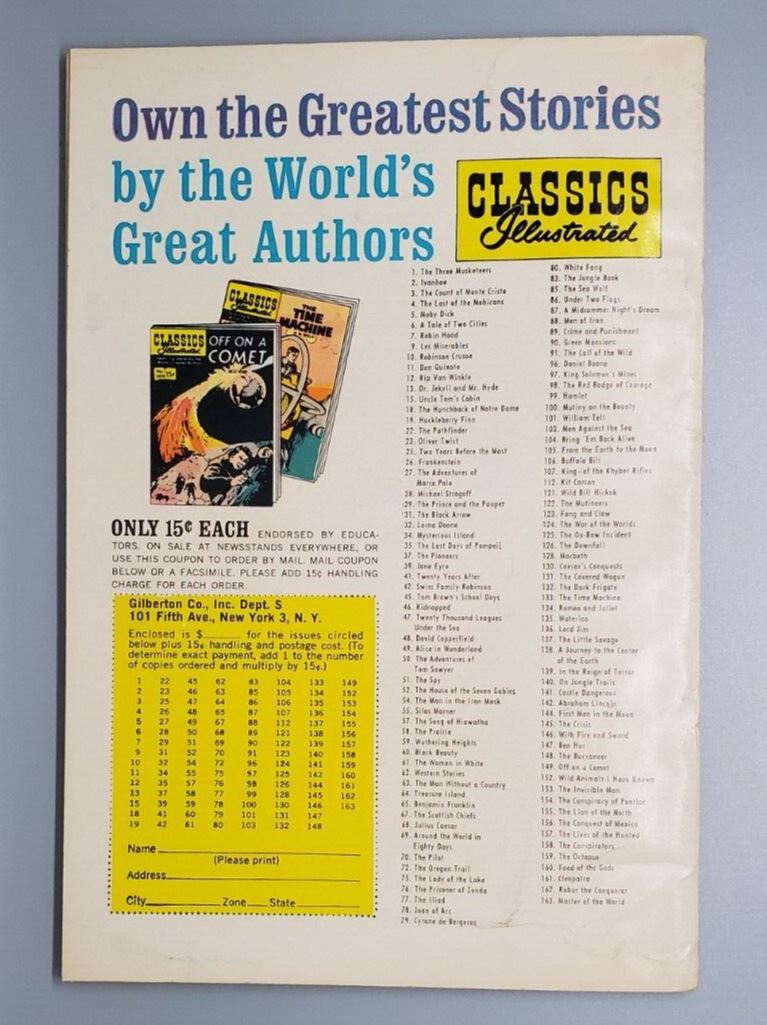 Own the Greatest Stories
by the World's
Great Authors
CLASSICS
Illustrated
CLASSICS
Illustrated
THE
TIME
MACHINE
CLASSICS
Illustrated
15¢
OFF ON A
COMET
ONLY 15¢ EACH ENDORSED BY EDUCA-
TORS. ON SALE AT NEWSSTANDS EVERYWHERE, OR
USE THIS COUPON TO ORDER BY MAIL. MAIL COUPON
BELOW OR A FACSIMILE. PLEASE ADD 15¢ HANDLING
CHARGE FOR EACH ORDER.
Gilberton Co., Inc. Dept. S
101 Fifth Ave., New York 3, N. Y.
Enclosed is $ for the issues circled
below plus 15¢ handling and postage cost. (To
determine exact payment, add 1 to the number
of copies ordered and multiply by 15¢.)
1 22 45 62 83 104 133 149
2 23 46 63 85 105 134 152
3 25 47 64 86 106 135 153
4 26 48 65 87 107 136 154
5 27 49 67 88 112 137 155
6 28 50 68 89 121 138 156
7 29 51 69 90 122 139 157
9 31 52 70 91 123 140 158
10 32 54 72 96 124 141 159
11 34 55 75 97 125 142 160
12 35 57 76 98 126 144 161
13 37 58 77 99 128 145 162
15 39 59 78 100 130 146 163
18 41 60 79 101 131 147
19 42 61 80 103 132 148
Name
(Please print)
Address
City Zone State
1. The Three Musketeers
2. Ivanhoe
3. The Count of Monte Cristo
4. The Last of the Mohicans
5. Moby Dick
6. A Tale of Two Cities
7. Robin Hood
9. Les Miserables
10. Robinson Crusoe
11. Don Quixote
12. Rip Van Winkle
13. Dr. Jekyll and Mr. Hyde
15. Uncle Tom's Cabin
18. The Hunchback of Notre Dame
19. Huckleberry Finn
22. The Pathfinder
23. Oliver Twist
25. Two Years Before the Mast
26. Frankenstein
27. The Adventures of
Marco Polo
28. Michael Strogoff
29. The Prince and the Pauper
31. The Black Arrow
32. Lorna Doone
34. Mysterious Island
35. The Last Days of Pompeii
37. The Pioneers
39. Jane Eyre
41. Twenty Years After
42. Swiss Family Robinson
45. Tom Brown's School Days
46. Kidnapped
47. Twenty Thousand Leagues
Under the Sea
48. David Copperfield
49. Alice in Wonderland
50. The Adventures of
Tom Sawyer
51. The Spy
52. The House of the Seven Gables
54. The Man in the Iron Mask
55. Silas Marner
57. The Song of Hiawatha
58. The Prairie
59. Wuthering Heights
60. Black Beauty
61. The Woman in White
62. Western Stories
63. The Man Without a Country
64. Treasure Island
65. Benjamin Franklin
67. The Scottish Chiefs
68. Julius Caesar
69. Around the World in
Eighty Days
70. The Pilot
72. The Oregon Trail
75. The Lady of the Lake
76. The Prisoner of Zenda
77. The Iliad
78. Joan of Arc
79. Cyrano de Bergerac
80. White Fang
83. The Jungle Book
85. The Sea Wolf
86. Under Two Flags
87. A Midsummer Night's Dream
88. Men of Iron
89. Crime and Punishment
90. Green Mansions
91. The Call of the Wild
96. Daniel Boone
97. King Solomon's Mines
98. The Red Badge of Courage
99. Hamlet
100. Mutiny on the Bounty
101. William Tell
103. Men Against the Sea
104. Bring 'Em Back Alive
105. From the Earth to the Moon
106. Buffalo Bill
107. King-of the Khyber Rifles
112. Kit Carson
121. Wild Bill Hickok
122. The Mutineers
123. Fang and Claw
124. The War of the Worlds
125. The Ox-Bow Incident
126. The Downfall
128. Macbeth
130. Caesar's Conquests
131. The Covered Wagon
132. The Dark Frigate
133. The Time Machine
134. Romeo and Juliet
135. Waterloo
136. Lord Jim
137. The Little Savage
138. A Journey to the Center
of the Earth
139. In the Reign of Terror
140. On Jungle Trails
141. Castle Dangerous
142. Abraham Lincoln
144. First Men in the Moon
145. The Crisis
146. With Fire and Sword
147. Ben Hur
148. The Buccaneer
149. Off on a Comet
152. Wild Animals I Have Known
153. The Invisible Man
154. The Conspiracy of Pontiac
155. The Lion of the North
156. The Conquest of Mexico
157. The Lives of the Hunted
158. The Conspirators
159. The Octopus
160. Food of the Gods
161. Cleopatra
162. Robur the Conqueror
163. Master of the World